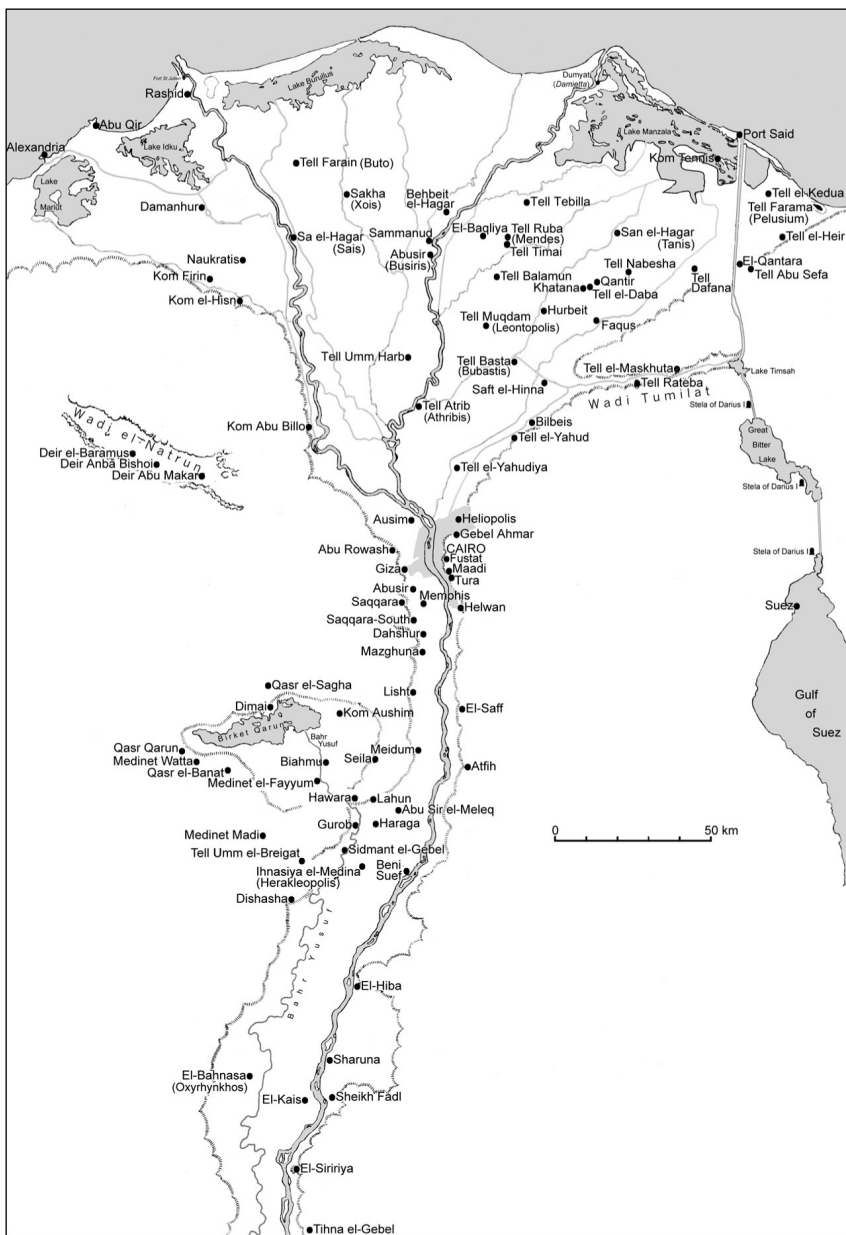 Dumyat
(Damietta)
Fort St Julien
Lake Burullus
Rashid
Abu Qir
Lake Manzala
Port Said
Alexandria
Lake Idku
Kom Tennis
Tell Farain (Buto)
Lake
Mariut
Sakha
(Xois)
Behbeit
el-Hagar
Tell Tebilla
Tell el-Kedua
Damanhur
Tell Farama
(Pelusium)
Sa el-Hagar
(Sais)
Sammanud
El-Baqliya
Tell Ruba
(Mendes)
Tell Timai
San el-Hagar
(Tanis)
Tell el-Heir
Abusir
(Busiris)
Naukratis
El-Qantara
Tell Abu Sefa
Kom Firin
Tell Balamun
Tell Nabesha
Tell
Dafana
Qantir
Khatana
Tell el-Daba
Kom el-Hisn
Hurbeit
Tell Muqdam
(Leontopolis)
Faqus
Tell Umm Harb
Tell Basta
(Bubastis)
Tell el-Maskhuta
Lake Timsah
Saft el-Hinna
Tell Rateba
Wadi Tumilat
Stela of Darius I
Tell Atrib
(Athribis)
Kom Abu Billo
Bilbeis
Tell el-Yahud
Great
Bitter
Lake
Wadi el-Natrun
Deir el-Baramus
Deir Anba Bishoi
Deir Abu Makar
Tell el-Yahudiya
Stela of Darius I
Ausim
Heliopolis
Gebel Ahmar
Abu Rowash
CAIRO
Fustat
Stela of Darius I
Giza
Maadi
Tura
Abusir
Saqqara
Memphis
Helwan
Suez
Saqqara-South
Dahshur
Mazghuna
Qasr el-Sagha
Lisht
Dimai
Kom Aushim
El-Saff
Gulf
of
Suez
Birket Qarun
Bahr
Yusuf
Qasr Qarun
Medinet Watta
Qasr el-Banat
Biahmu
Seila
Meidum
Atfih
Medinet el-Fayyum
Hawara
Lahun
Abu Sir el-Meleq
Gurob
Haraga
Medinet Madi
0
50 km
Tell Umm el-Breigat
Sidmant el-Gebel
Ihnasiya el-Medina
(Herakleopolis)
Beni
Suef
Dishasha
Bahr Yusuf
El-Hiba
Sharuna
El-Bahnasa
(Oxyrhynkhos)
El-Kais
Sheikh Fadl
El-Siririya
Tihna el-Gebel